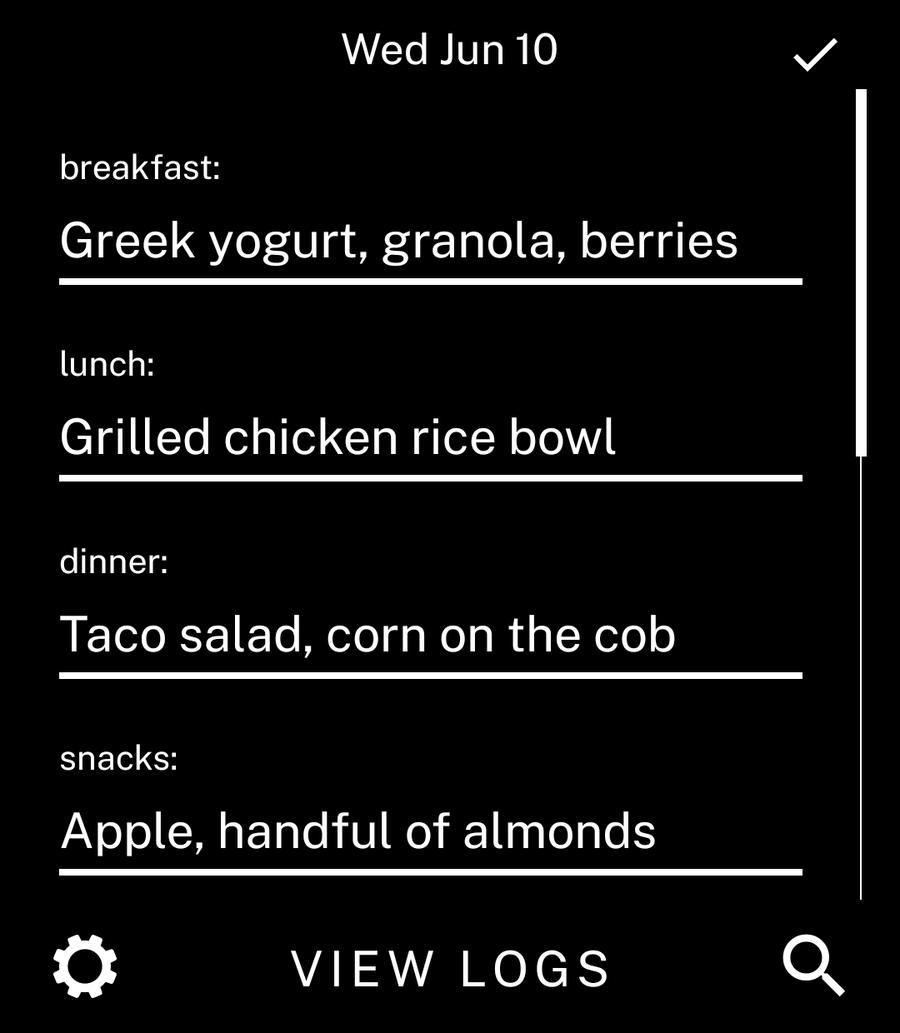 Wed Jun 10
breakfast:
Greek yogurt, granola, berries
lunch:
Grilled chicken rice bowl
dinner:
Taco salad, corn on the cob
snacks:
Apple, handful of almonds
VIEW LOGS